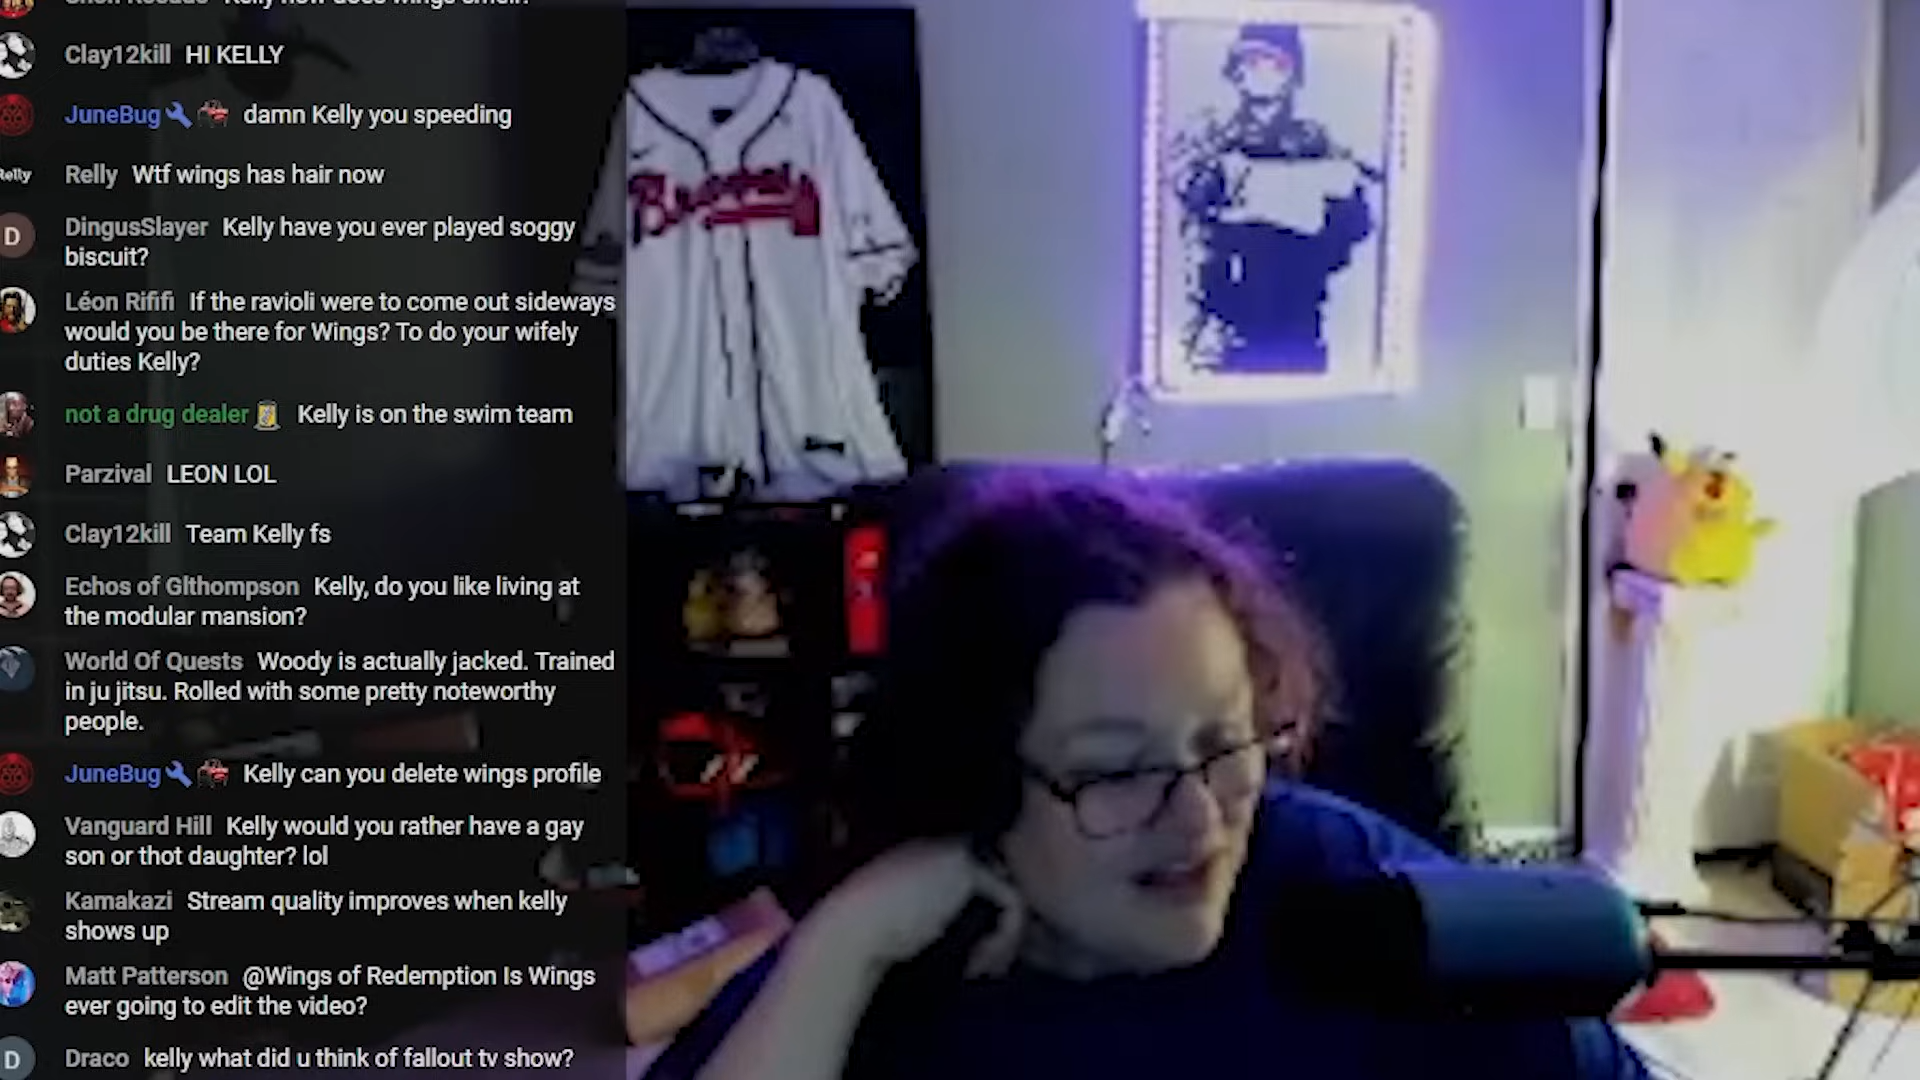 Kelly how does wings smell?
Clay12kill HI KELLY
JuneBug damn Kelly you speeding
Relly Relly Wtf wings has hair now
D DingusSlayer Kelly have you ever played soggy
biscuit?
Léon Rififi If the ravioli were to come out sideways
would you be there for Wings? To do your wifely
duties Kelly?
not a drug dealer Kelly is on the swim team
Parzival LEON LOL
Clay12kill Team Kelly fs
Echos of Glthompson Kelly, do you like living at
the modular mansion?
World Of Quests Woody is actually jacked. Trained
in ju jitsu. Rolled with some pretty noteworthy
people.
JuneBug Kelly can you delete wings profile
Vanguard Hill Kelly would you rather have a gay
son or thot daughter? lol
Kamakazi Stream quality improves when kelly
shows up
Matt Patterson @Wings of Redemption Is Wings
ever going to edit the video?
D Draco kelly what did u think of fallout tv show?